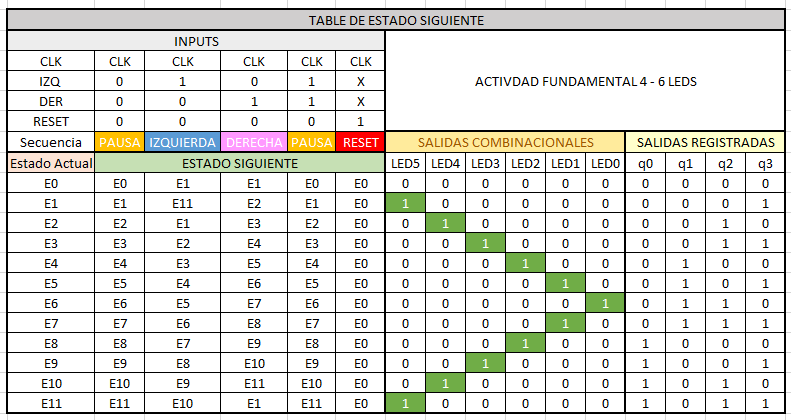 TABLE DE ESTADO SIGUIENTE
INPUTS
CLK CLK CLK CLK CLK CLK
IZQ 0 1 0 1 X
ACTIVDAD FUNDAMENTAL 4 - 6 LEDS
DER 0 0 1 1 X
RESET 0 0 0 0 1
Secuencia PAUSA IZQUIERDA DERECHA PAUSA RESET SALIDAS COMBINACIONALES SALIDAS REGISTRADAS
Estado Actual ESTADO SIGUIENTE LED5 LED4 LED3 LED2 LED1 LED0 q0 q1 q2 q3
E0 E0 E1 E1 E0 E0 0 0 0 0 0 0 0 0 0 0
E1 E1 E11 E2 E1 E0 1 0 0 0 0 0 0 0 0 1
E2 E2 E1 E3 E2 E0 0 1 0 0 0 0 0 0 1 0
E3 E3 E2 E4 E3 E0 0 0 1 0 0 0 0 0 1 1
E4 E4 E3 E5 E4 E0 0 0 0 1 0 0 0 1 0 0
E5 E5 E4 E6 E5 E0 0 0 0 0 1 0 0 1 0 1
E6 E6 E5 E7 E6 E0 0 0 0 0 0 1 0 1 1 0
E7 E7 E6 E8 E7 E0 0 0 0 0 1 0 0 1 1 1
E8 E8 E7 E9 E8 E0 0 0 0 1 0 0 1 0 0 0
E9 E9 E8 E10 E9 E0 0 0 1 0 0 0 1 0 0 1
E10 E10 E9 E11 E10 E0 0 1 0 0 0 0 1 0 1 0
E11 E11 E10 E1 E11 E0 1 0 0 0 0 0 1 0 1 1